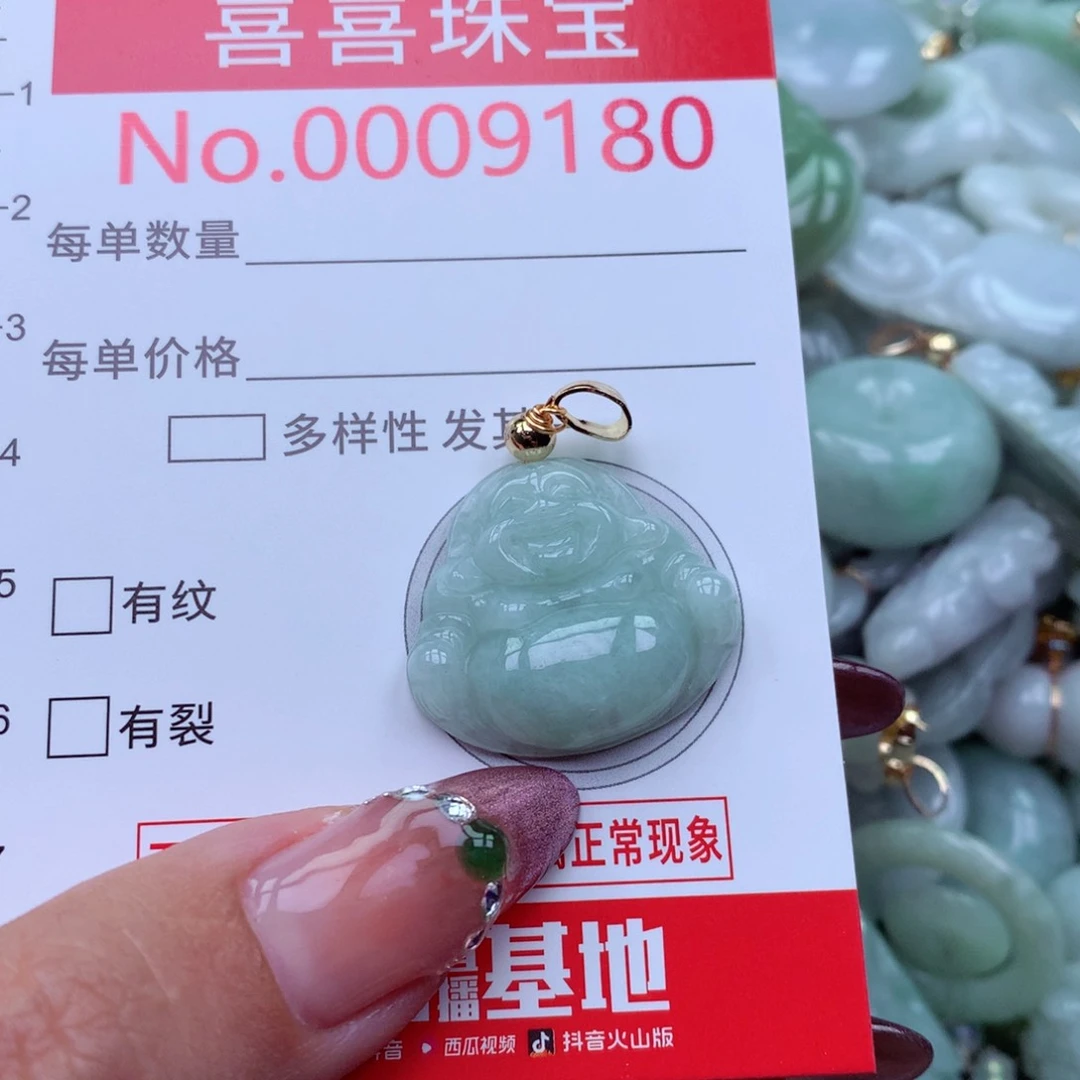 喜喜珠宝
No.0009180
-1
-2
每单数量
-3
每单价格
多样性 发
4
5
有纹
6
有裂
正常现象
播基地
音 西瓜视频 抖音火山版